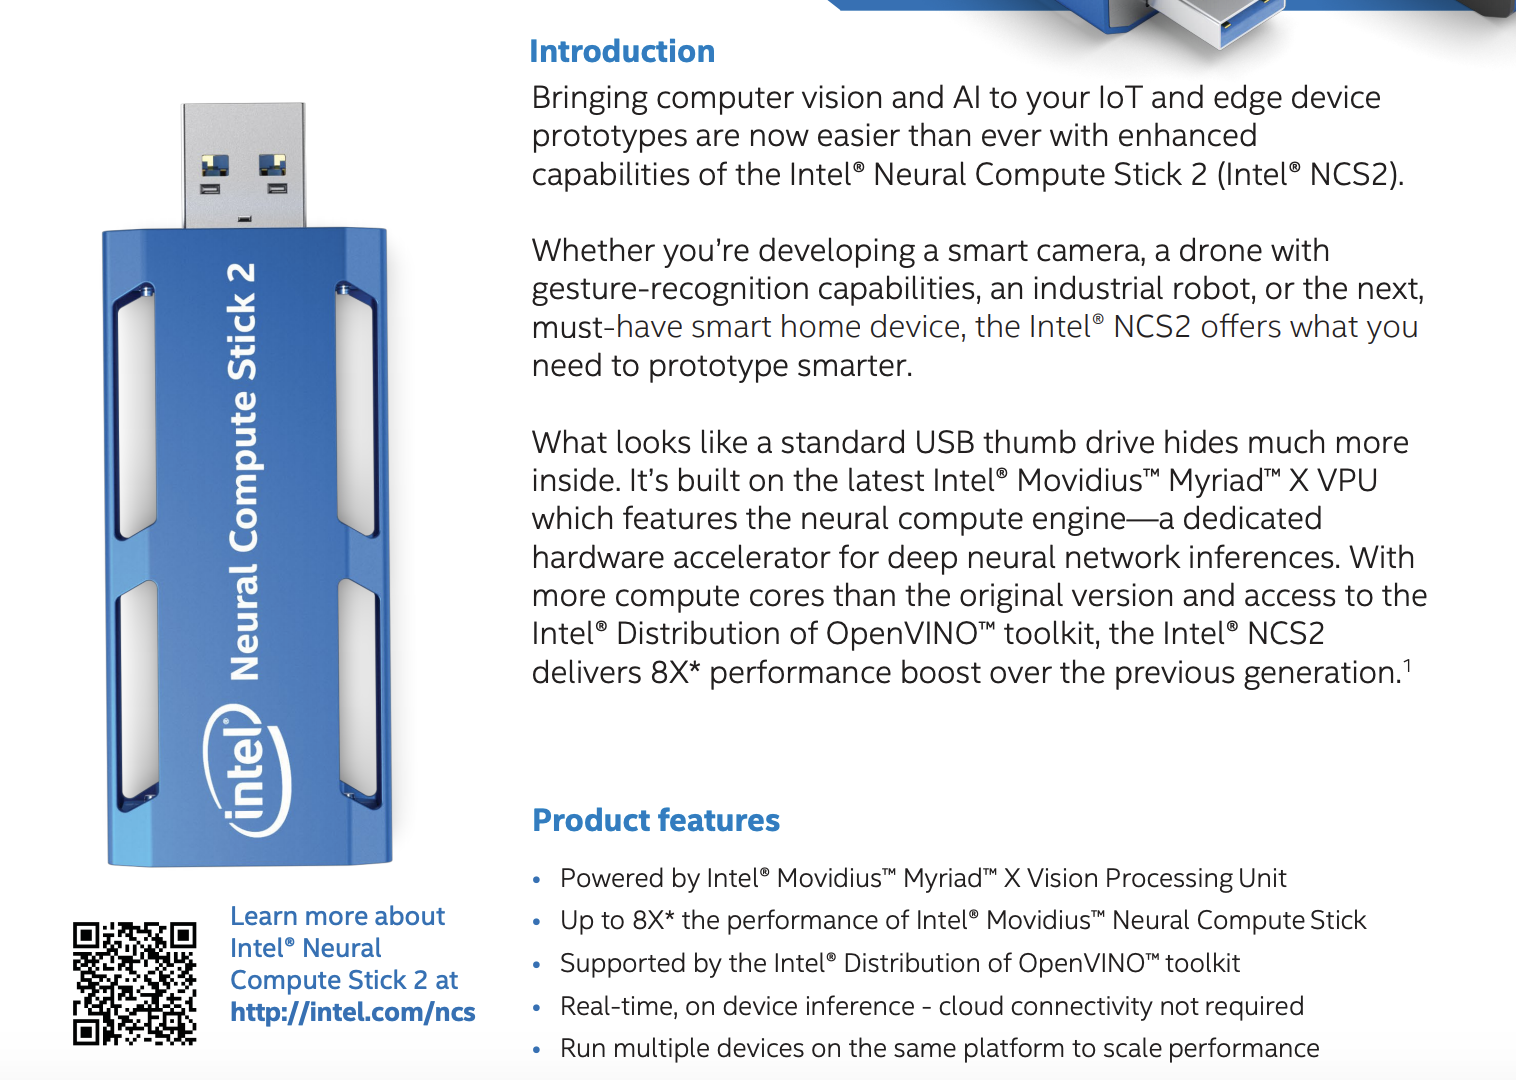 Introduction
Bringing computer vision and AI to your IoT and edge device
prototypes are now easier than ever with enhanced
capabilities of the Intel® Neural Compute Stick 2 (Intel® NCS2).
Whether you’re developing a smart camera, a drone with
gesture-recognition capabilities, an industrial robot, or the next,
must-have smart home device, the Intel® NCS2 offers what you
need to prototype smarter.
What looks like a standard USB thumb drive hides much more
inside. It’s built on the latest Intel® Movidius™ Myriad™ X VPU
which features the neural compute engine—a dedicated
hardware accelerator for deep neural network inferences. With
more compute cores than the original version and access to the
Intel® Distribution of OpenVINO™ toolkit, the Intel® NCS2
delivers 8X* performance boost over the previous generation.¹
intel® Neural Compute Stick 2
Learn more about
Intel® Neural
Compute Stick 2 at
http://intel.com/ncs
Product features
• Powered by Intel® Movidius™ Myriad™ X Vision Processing Unit
• Up to 8X* the performance of Intel® Movidius™ Neural Compute Stick
• Supported by the Intel® Distribution of OpenVINO™ toolkit
• Real-time, on device inference - cloud connectivity not required
• Run multiple devices on the same platform to scale performance